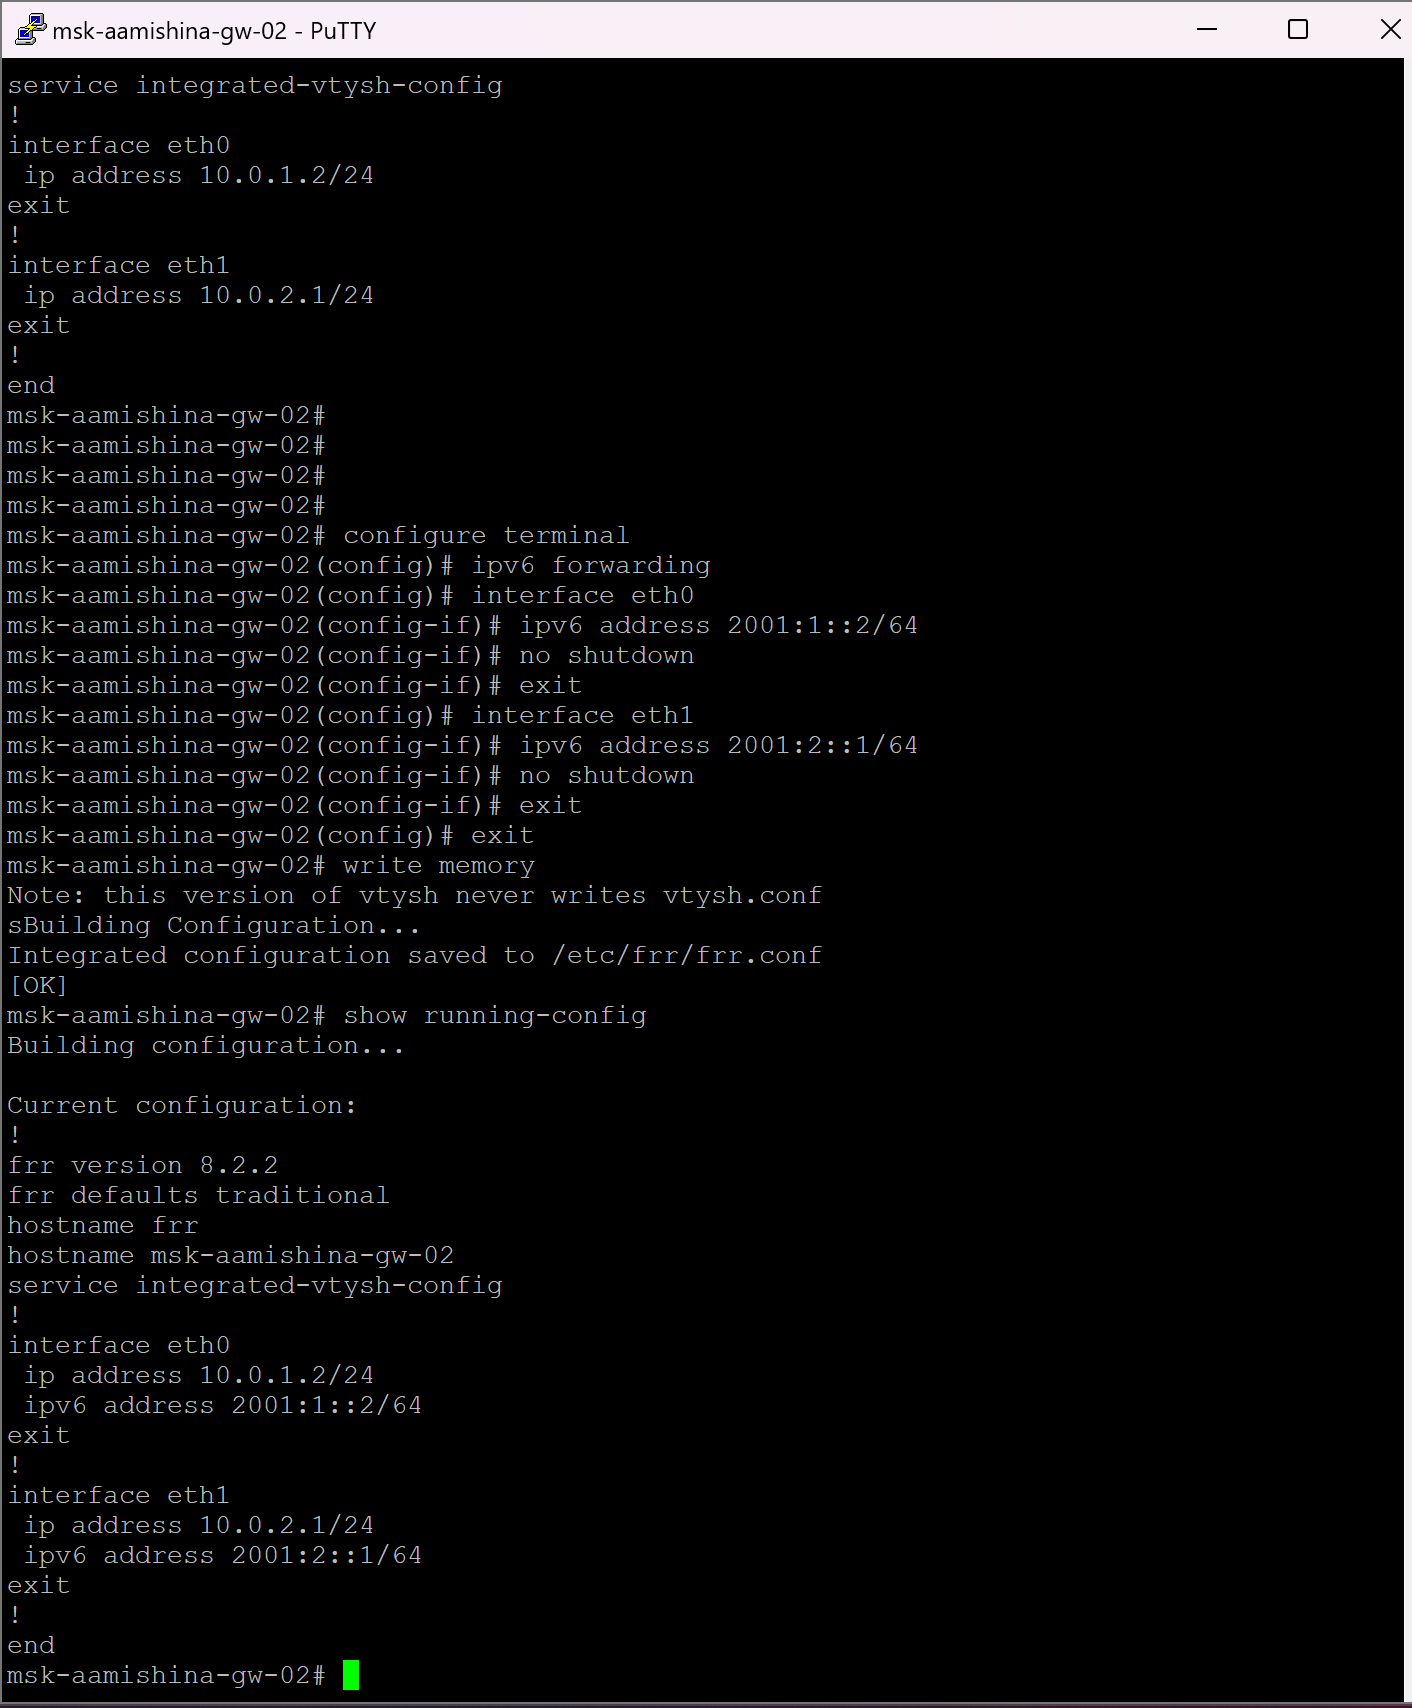 msk-aamishina-gw-02 - PuTTY
service integrated-vtysh-config
!
interface eth0
 ip address 10.0.1.2/24
exit
!
interface eth1
 ip address 10.0.2.1/24
exit
!
end
msk-aamishina-gw-02#
msk-aamishina-gw-02#
msk-aamishina-gw-02#
msk-aamishina-gw-02#
msk-aamishina-gw-02# configure terminal
msk-aamishina-gw-02(config)# ipv6 forwarding
msk-aamishina-gw-02(config)# interface eth0
msk-aamishina-gw-02(config-if)# ipv6 address 2001:1::2/64
msk-aamishina-gw-02(config-if)# no shutdown
msk-aamishina-gw-02(config-if)# exit
msk-aamishina-gw-02(config)# interface eth1
msk-aamishina-gw-02(config-if)# ipv6 address 2001:2::1/64
msk-aamishina-gw-02(config-if)# no shutdown
msk-aamishina-gw-02(config-if)# exit
msk-aamishina-gw-02(config)# exit
msk-aamishina-gw-02# write memory
Note: this version of vtysh never writes vtysh.conf
sBuilding Configuration...
Integrated configuration saved to /etc/frr/frr.conf
[OK]
msk-aamishina-gw-02# show running-config
Building configuration...

Current configuration:
!
frr version 8.2.2
frr defaults traditional
hostname frr
hostname msk-aamishina-gw-02
service integrated-vtysh-config
!
interface eth0
 ip address 10.0.1.2/24
 ipv6 address 2001:1::2/64
exit
!
interface eth1
 ip address 10.0.2.1/24
 ipv6 address 2001:2::1/64
exit
!
end
msk-aamishina-gw-02#